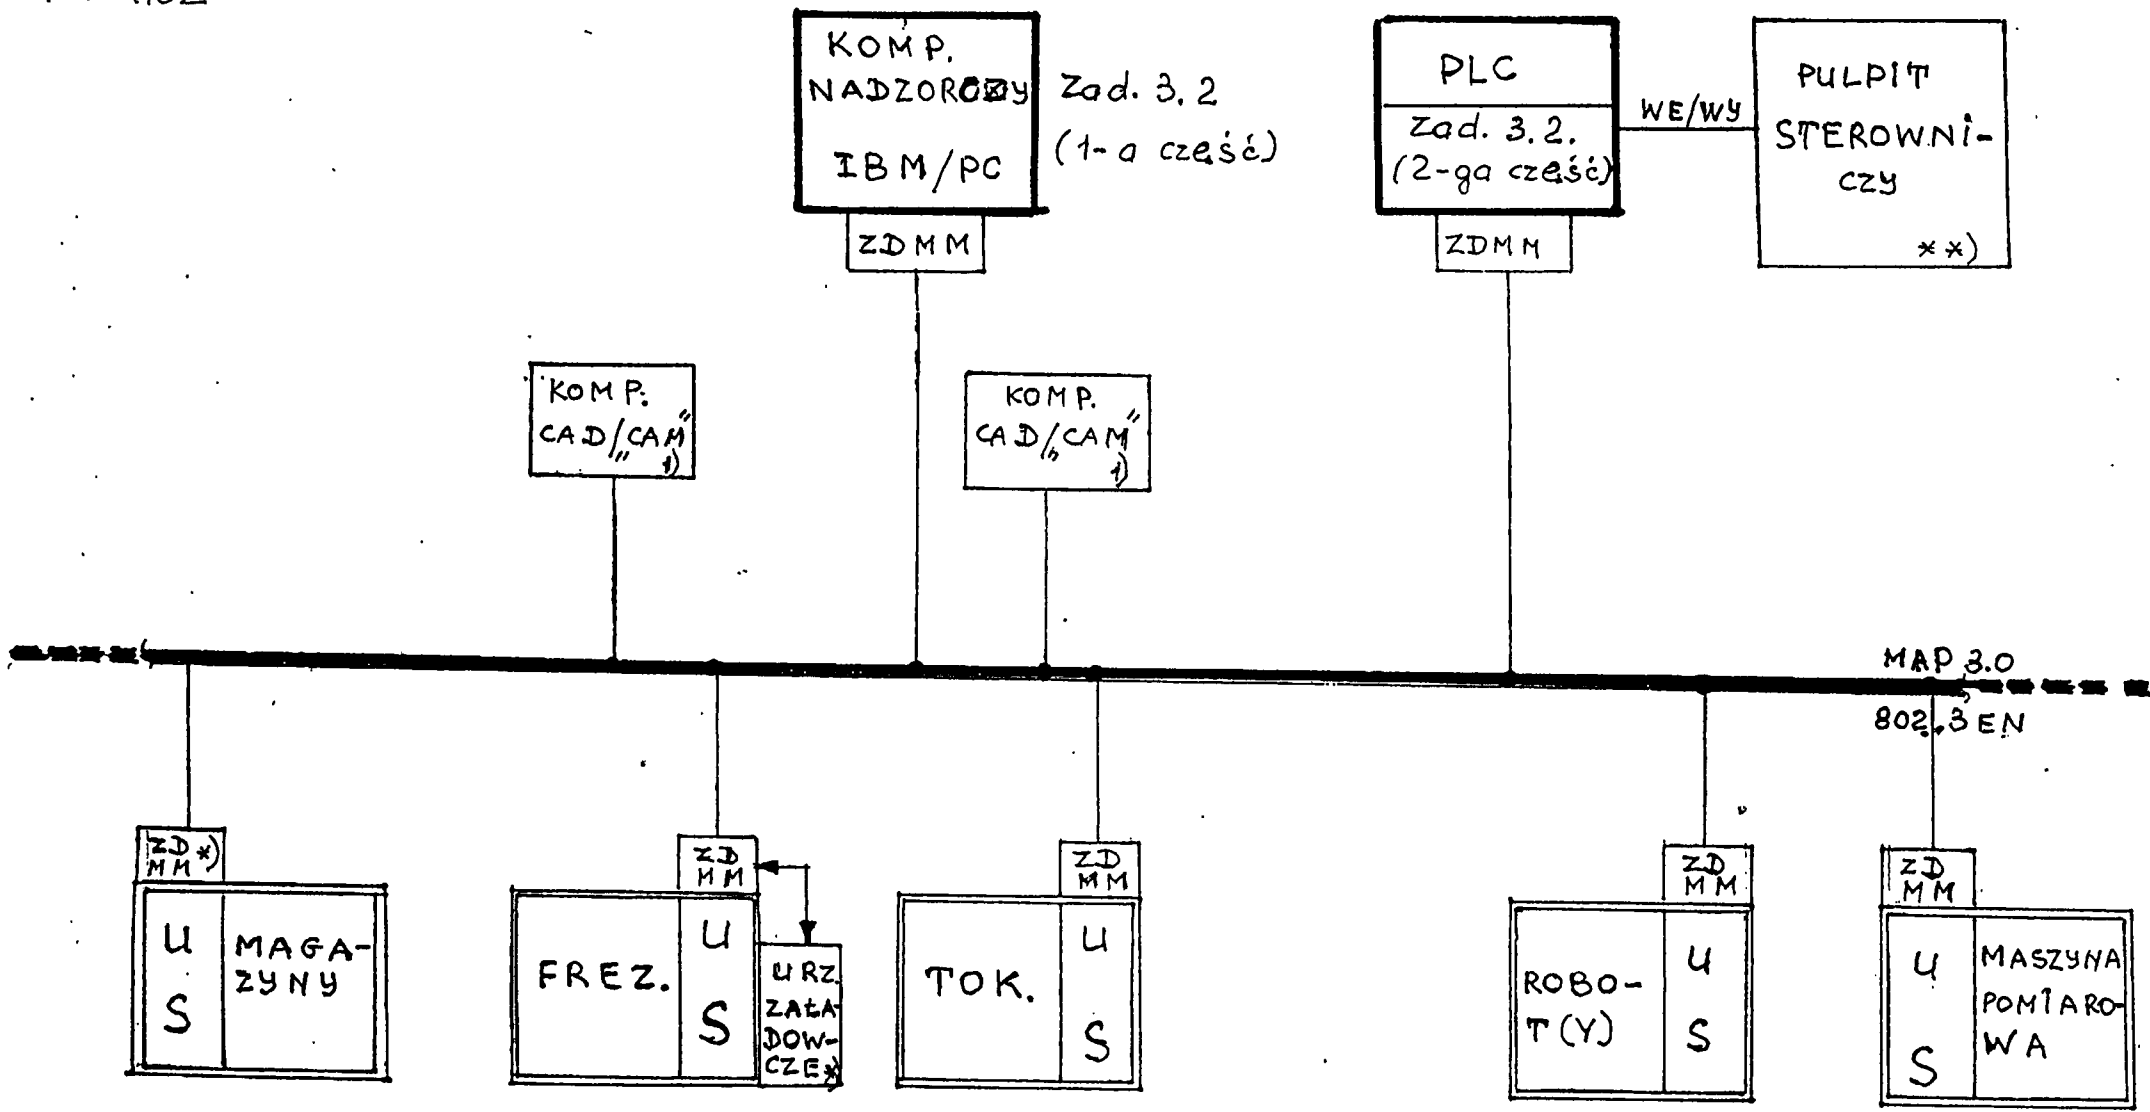 KOMP.
NADZORCZY
IBM/PC
ZDMM
Zad. 3.2
(1-a część)
PLC
Zad. 3.2.
(2-ga część)
ZDMM
WE/WY
PULPIT
STEROWNI-
CZY
**)
KOMP.
CAD/„CAM”
1)
KOMP.
CAD/„CAM”
1)
MAP 3.0
802.3 EN
ZD *)
MM
U
S
MAGA-
ZYNY
ZD
MM
FREZ.
U
S
URZ.
ZAŁA-
DOW-
CZE*)
ZD
MM
TOK.
U
S
ZD
MM
ROBO-
T(Y)
U
S
ZD
MM
U
S
MASZYNA
POMIARO-
WA